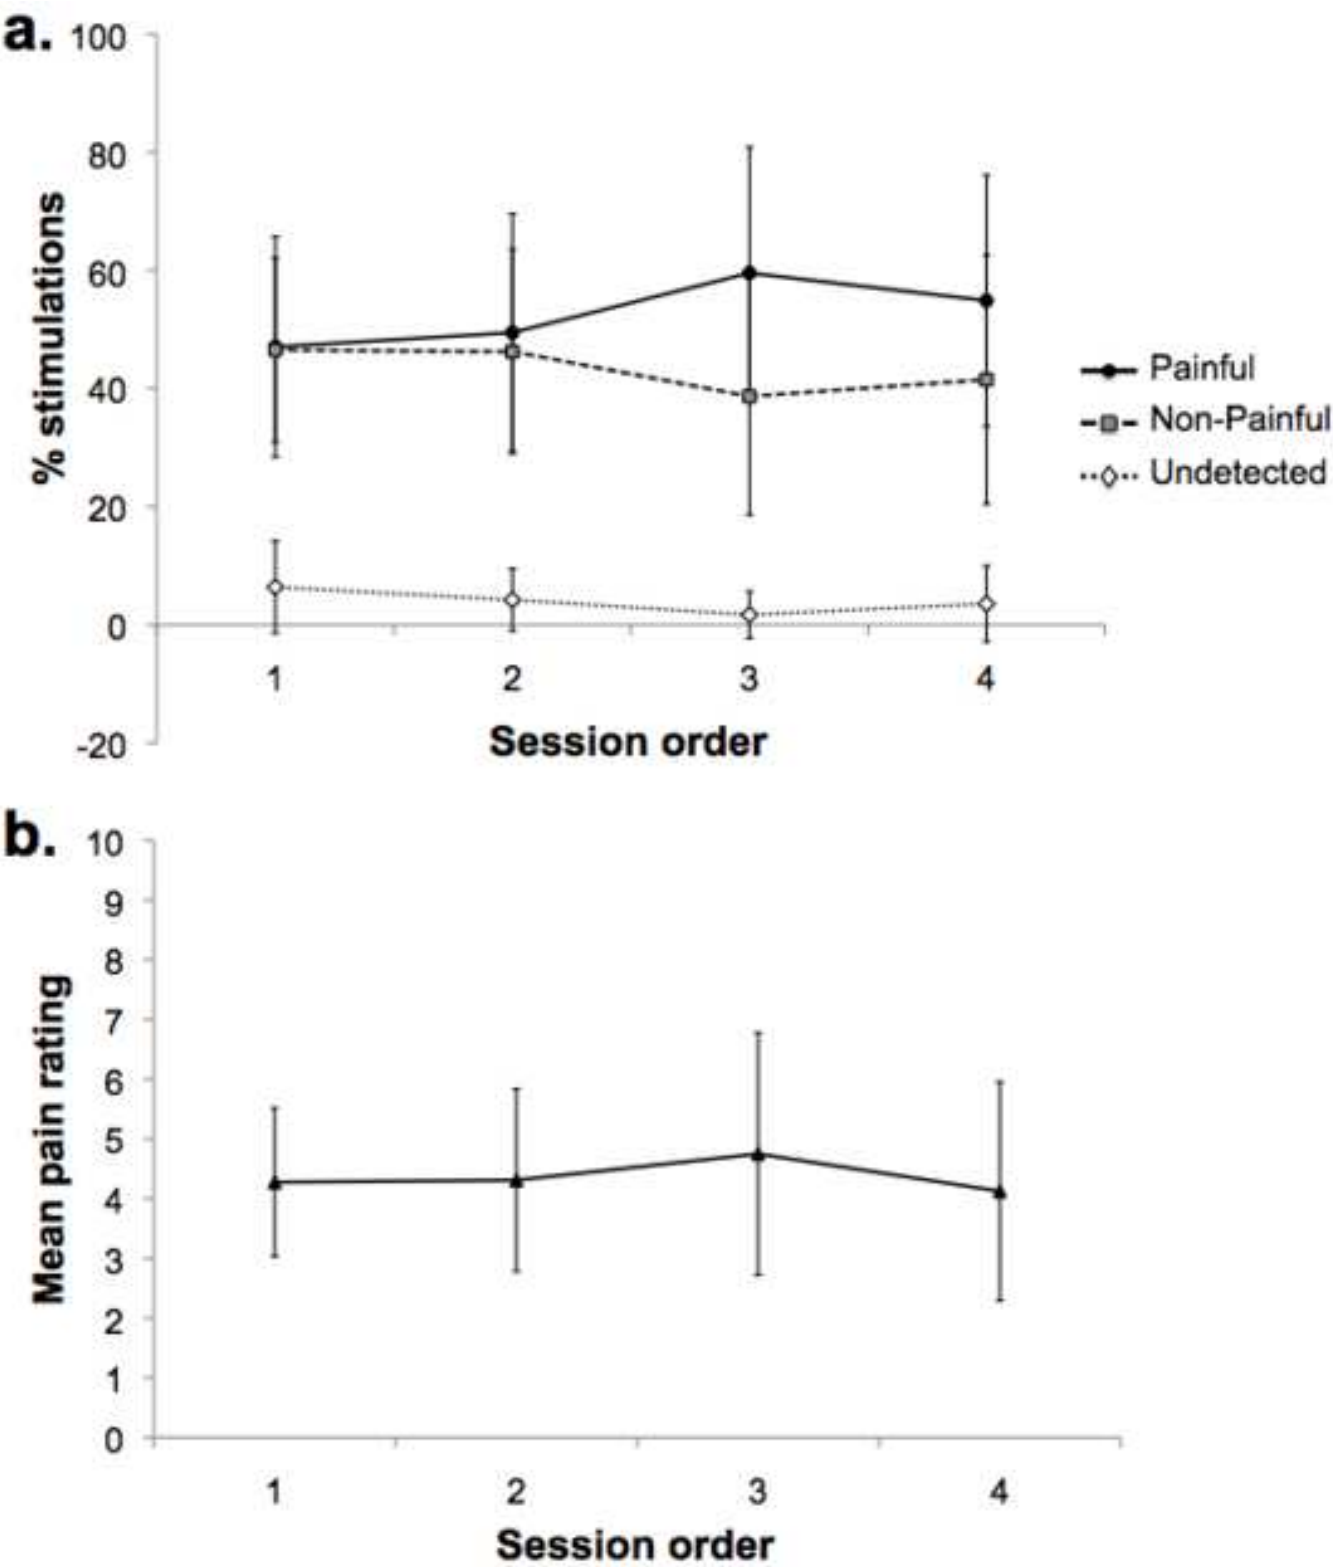 a.
100
80
60
40
20
0
-20
% stimulations
1 2 3 4
Session order
Painful
Non-Painful
Undetected
b.
10
9
8
7
6
5
4
3
2
1
0
Mean pain rating
1 2 3 4
Session order